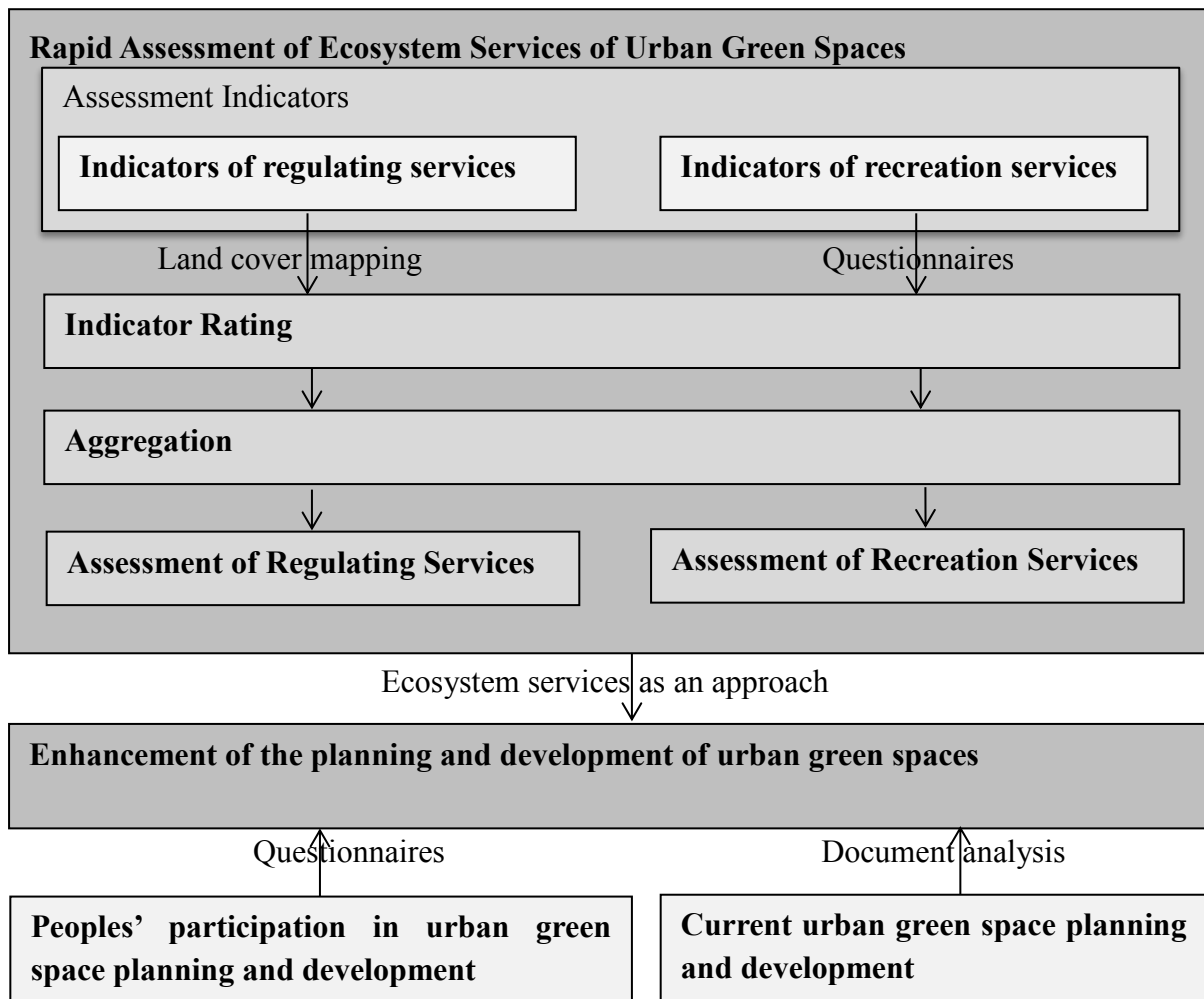 Rapid Assessment of Ecosystem Services of Urban Green Spaces
Assessment Indicators
Indicators of regulating services
Indicators of recreation services
Land cover mapping
Questionnaires
Indicator Rating
Aggregation
Assessment of Regulating Services
Assessment of Recreation Services
Ecosystem services as an approach
Enhancement of the planning and development of urban green spaces
Questionnaires
Document analysis
Peoples’ participation in urban green
space planning and development
Current urban green space planning
and development